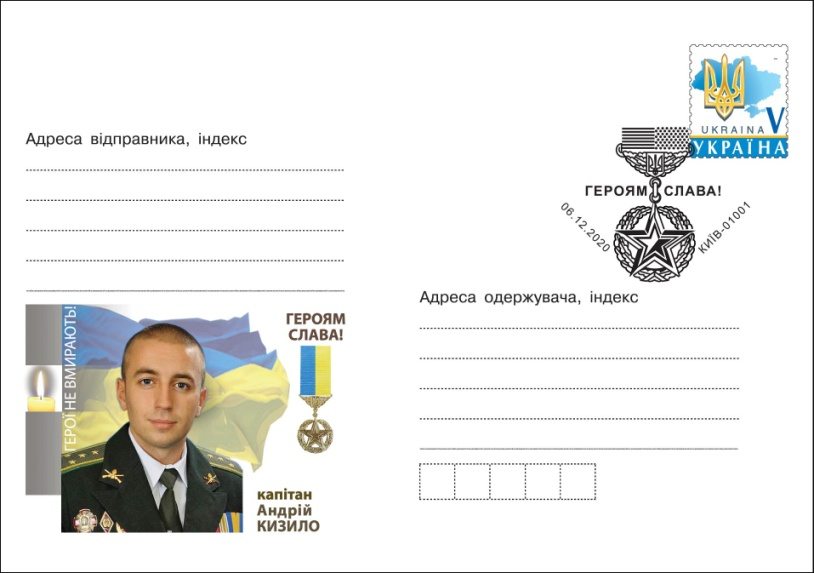 UKRAINA V
УКРАЇНА
ГЕРОЯМ СЛАВА!
06.12.2020
КИЇВ-01001
Адреса відправника, індекс
Адреса одержувача, індекс
ГЕРОЇ НЕ ВМИРАЮТЬ!
ГЕРОЯМ
СЛАВА!
капітан
Андрій
КИЗИЛО